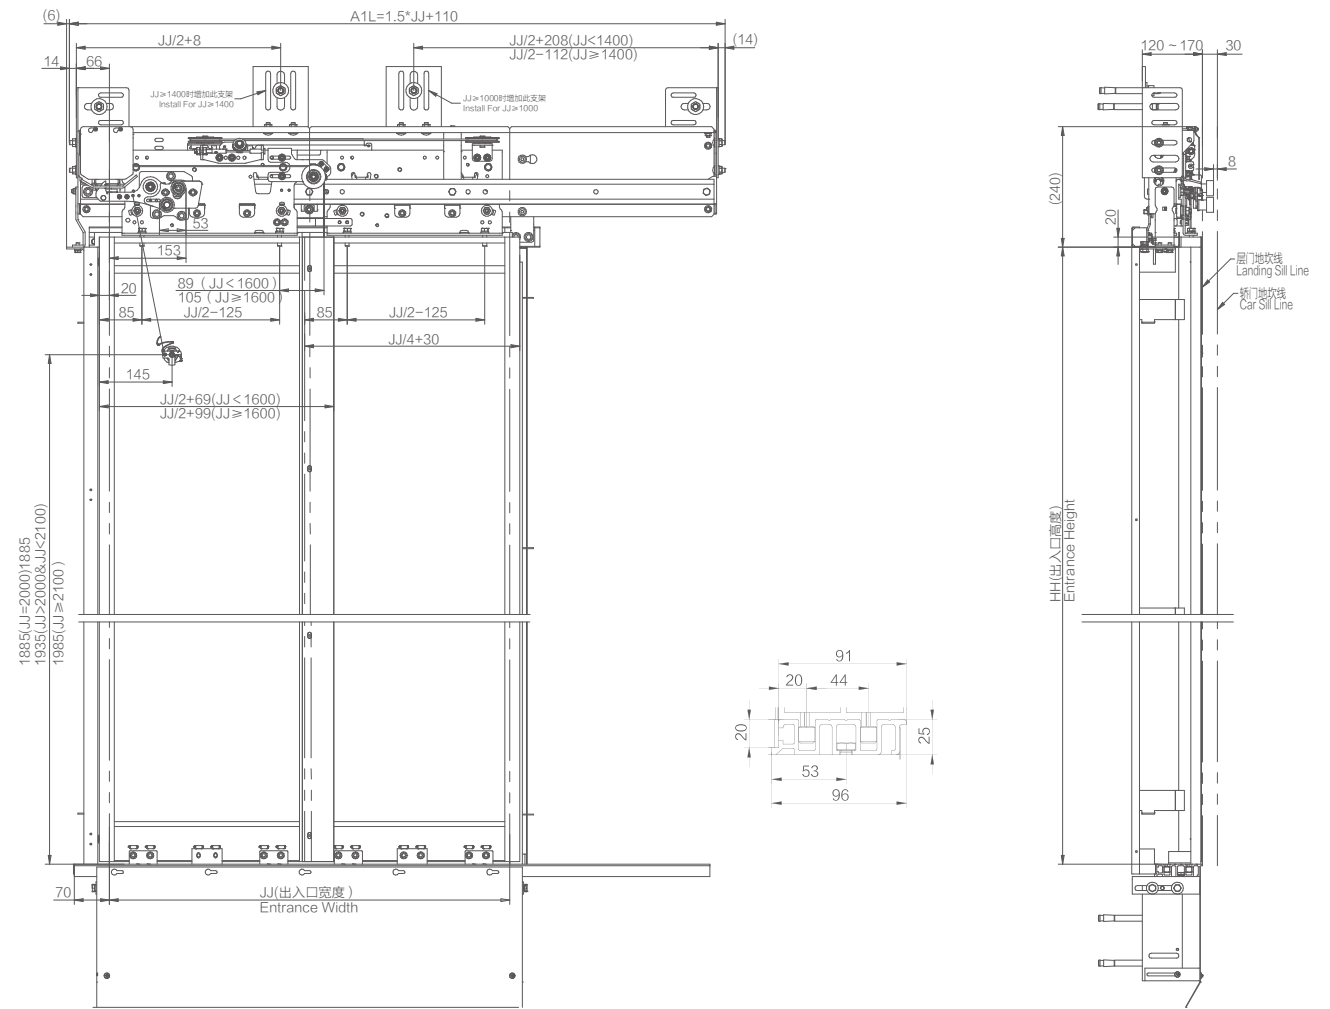 (6)
A1L=1.5*JJ+110
JJ/2+8
JJ/2+208(JJ<1400)
JJ/2-112(JJ≥1400)
(14)
14
66
JJ≥1400时增加此支架
Install For JJ≥1400
JJ≥1000时增加此支架
Install For JJ≥1000
53
153
20
89（JJ＜1600）
105（JJ≥1600）
85
JJ/2-125
85
JJ/2-125
JJ/4+30
145
JJ/2+69(JJ＜1600)
JJ/2+99(JJ≥1600)
1885(JJ=2000)1885
1935(JJ>2000&JJ<2100)
1985(JJ≥2100）
70
JJ(出入口宽度）
Entrance Width
91
20
44
20
25
53
96
120~170
30
8
(240)
20
层门地坎线
Landing Sill Line
轿门地坎线
Car Sill Line
HH(出入口高度)
Entrance Height